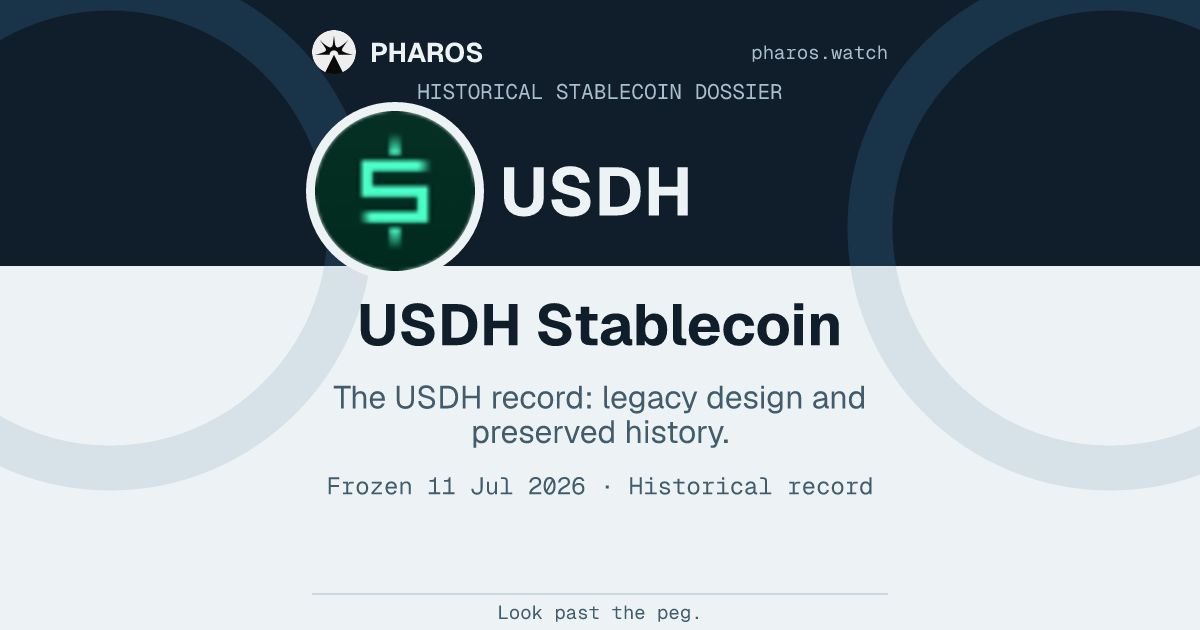 PHAROS
pharos.watch
HISTORICAL STABLECOIN DOSSIER
USDH
USDH Stablecoin
The USDH record: legacy design and
preserved history.
Frozen 11 Jul 2026 · Historical record
Look past the peg.